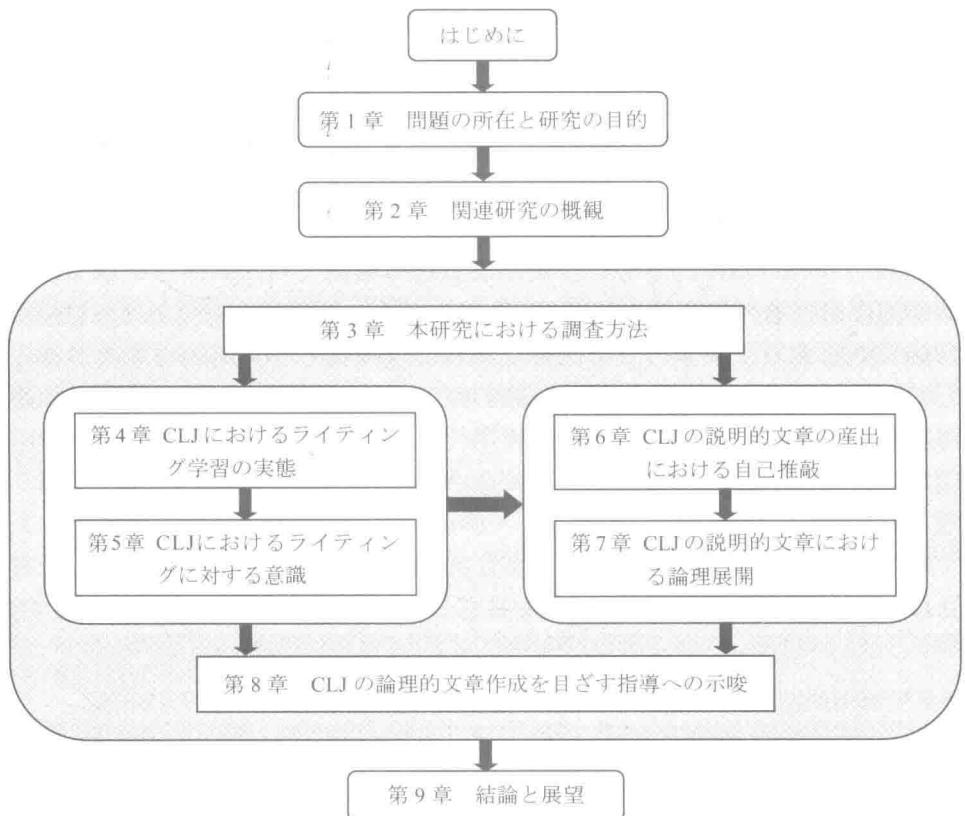 はじめに
第1章 問題の所在と研究の目的
第2章 関連研究の概観
第3章 本研究における調査方法
第4章 CLJにおけるライティン
グ学習の実態
第5章 CLJにおけるライティン
グに対する意識
第6章 CLJの説明的文章の産出
における自己推敲
第7章 CLJの説明的文章におけ
る論理展開
第8章 CLJの論理的文章作成を目ざす指導への示唆
第9章 結論と展望